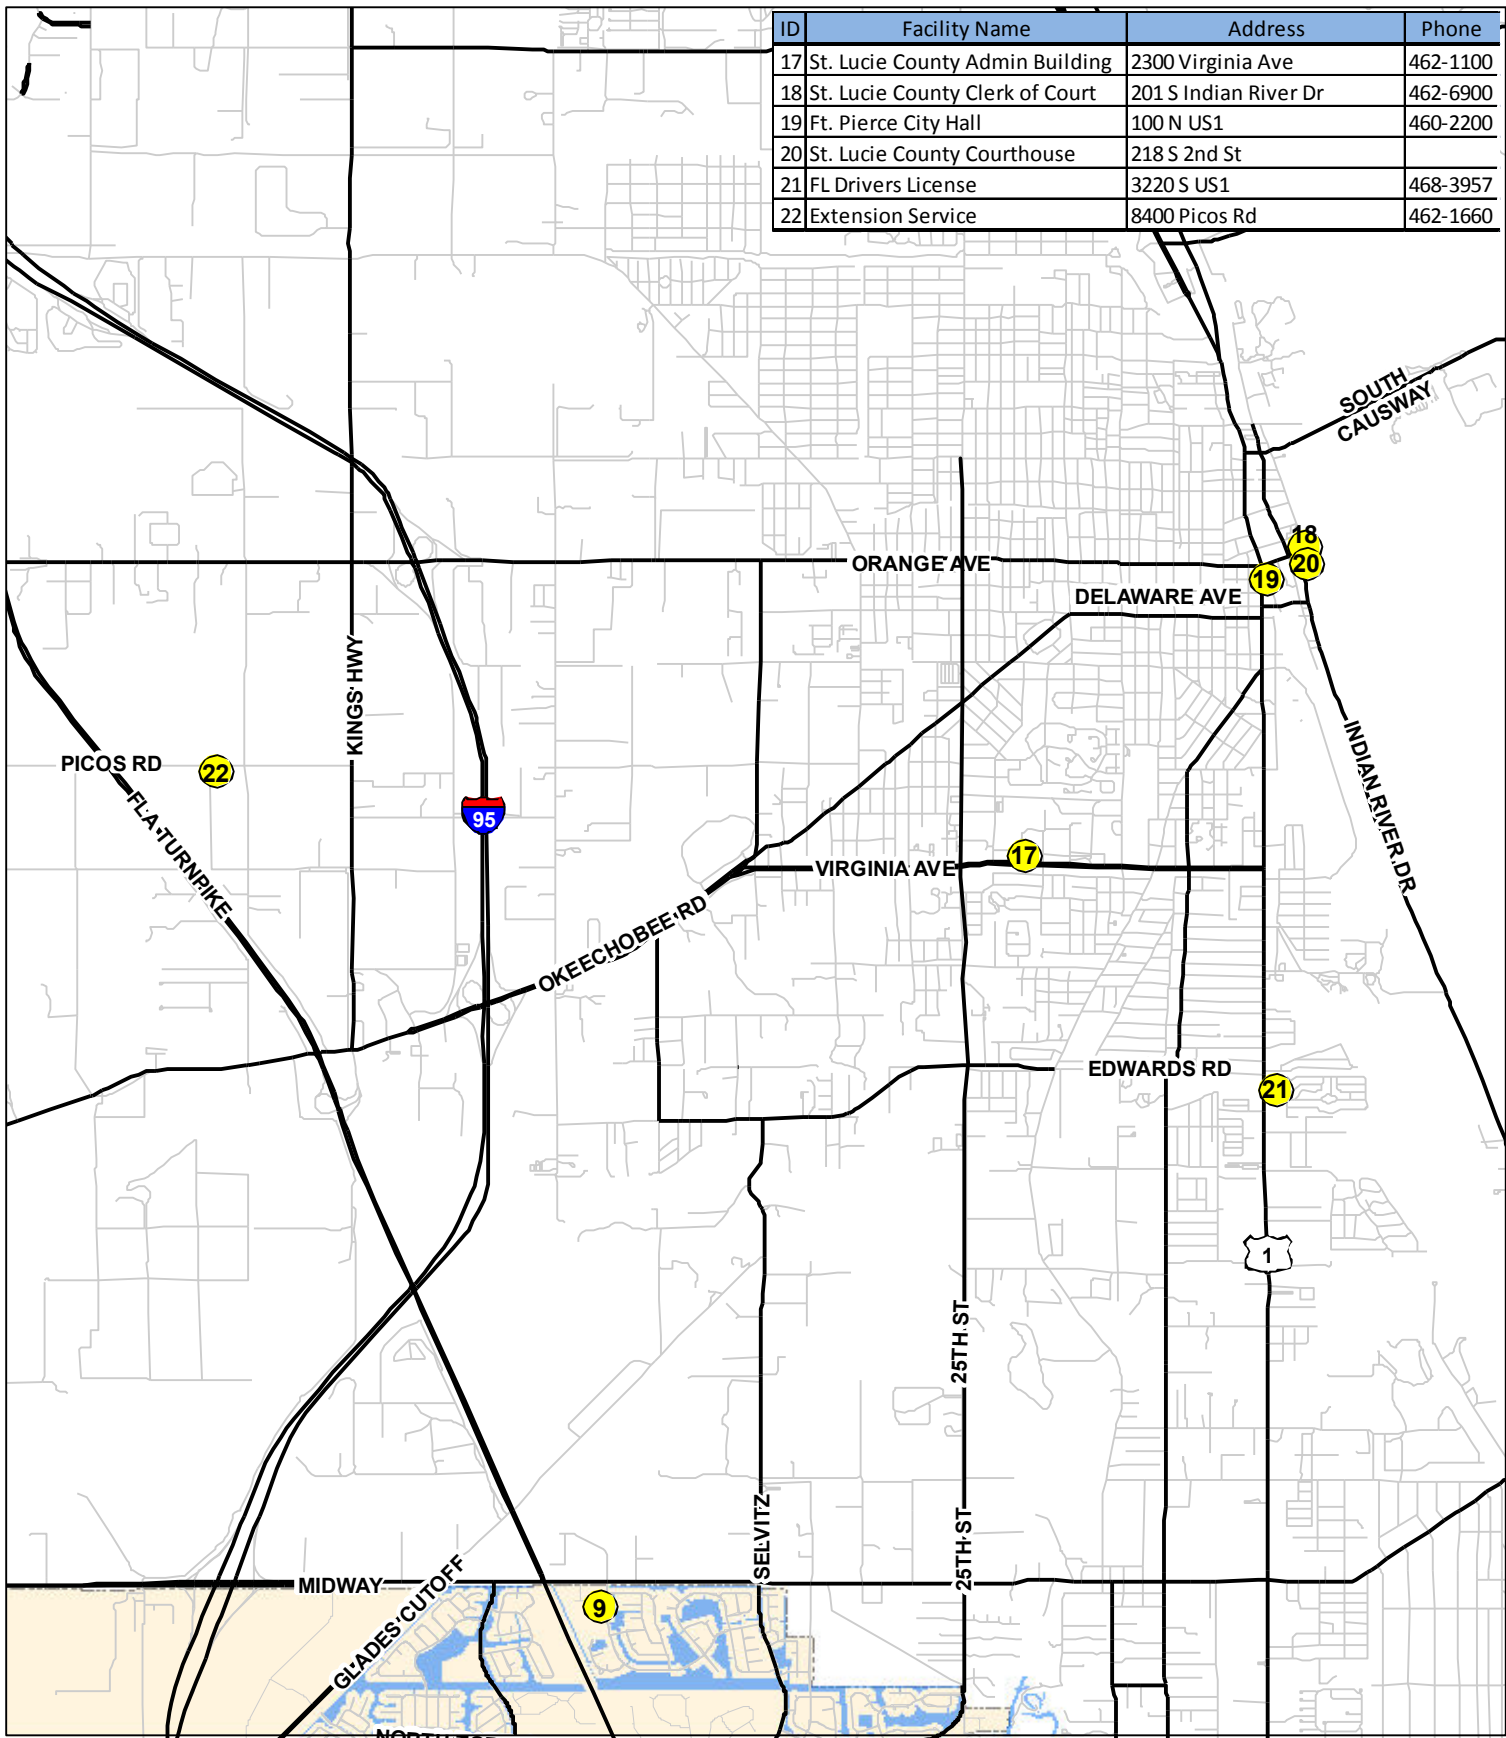 ID Facility Name Address Phone
17 St. Lucie County Admin Building 2300 Virginia Ave 462-1100
18 St. Lucie County Clerk of Court 201 S Indian River Dr 462-6900
19 Ft. Pierce City Hall 100 N US1 460-2200
20 St. Lucie County Courthouse 218 S 2nd St
21 FL Drivers License 3220 S US1 468-3957
22 Extension Service 8400 Picos Rd 462-1660
SOUTH
CAUSWAY
18
ORANGE AVE
20
19
DELAWARE AVE
KINGS HWY
INDIAN RIVER DR
PICOS RD
22
FLA TURNPIKE
95
VIRGINIA AVE
17
OKEECHOBEE RD
EDWARDS RD
21
1
25TH ST
SELVITZ
25TH ST
MIDWAY
GLADES CUTOFF
9